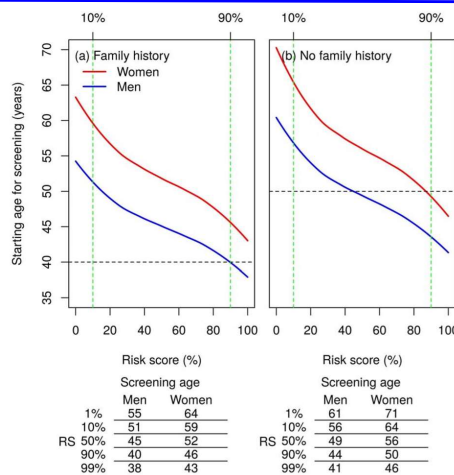 10% 90% 10% 90%
(a) Family history (b) No family history
Women
Men
Starting age for screening (years)
70
65
60
55
50
45
40
35
0 20 40 60 80 100 0 20 40 60 80 100
Risk score (%) Risk score (%)
Screening age Screening age
Men Women Men Women
1% 55 64 1% 61 71
10% 51 59 10% 56 64
RS 50% 45 52 RS 50% 49 56
90% 40 46 90% 44 50
99% 38 43 99% 41 46